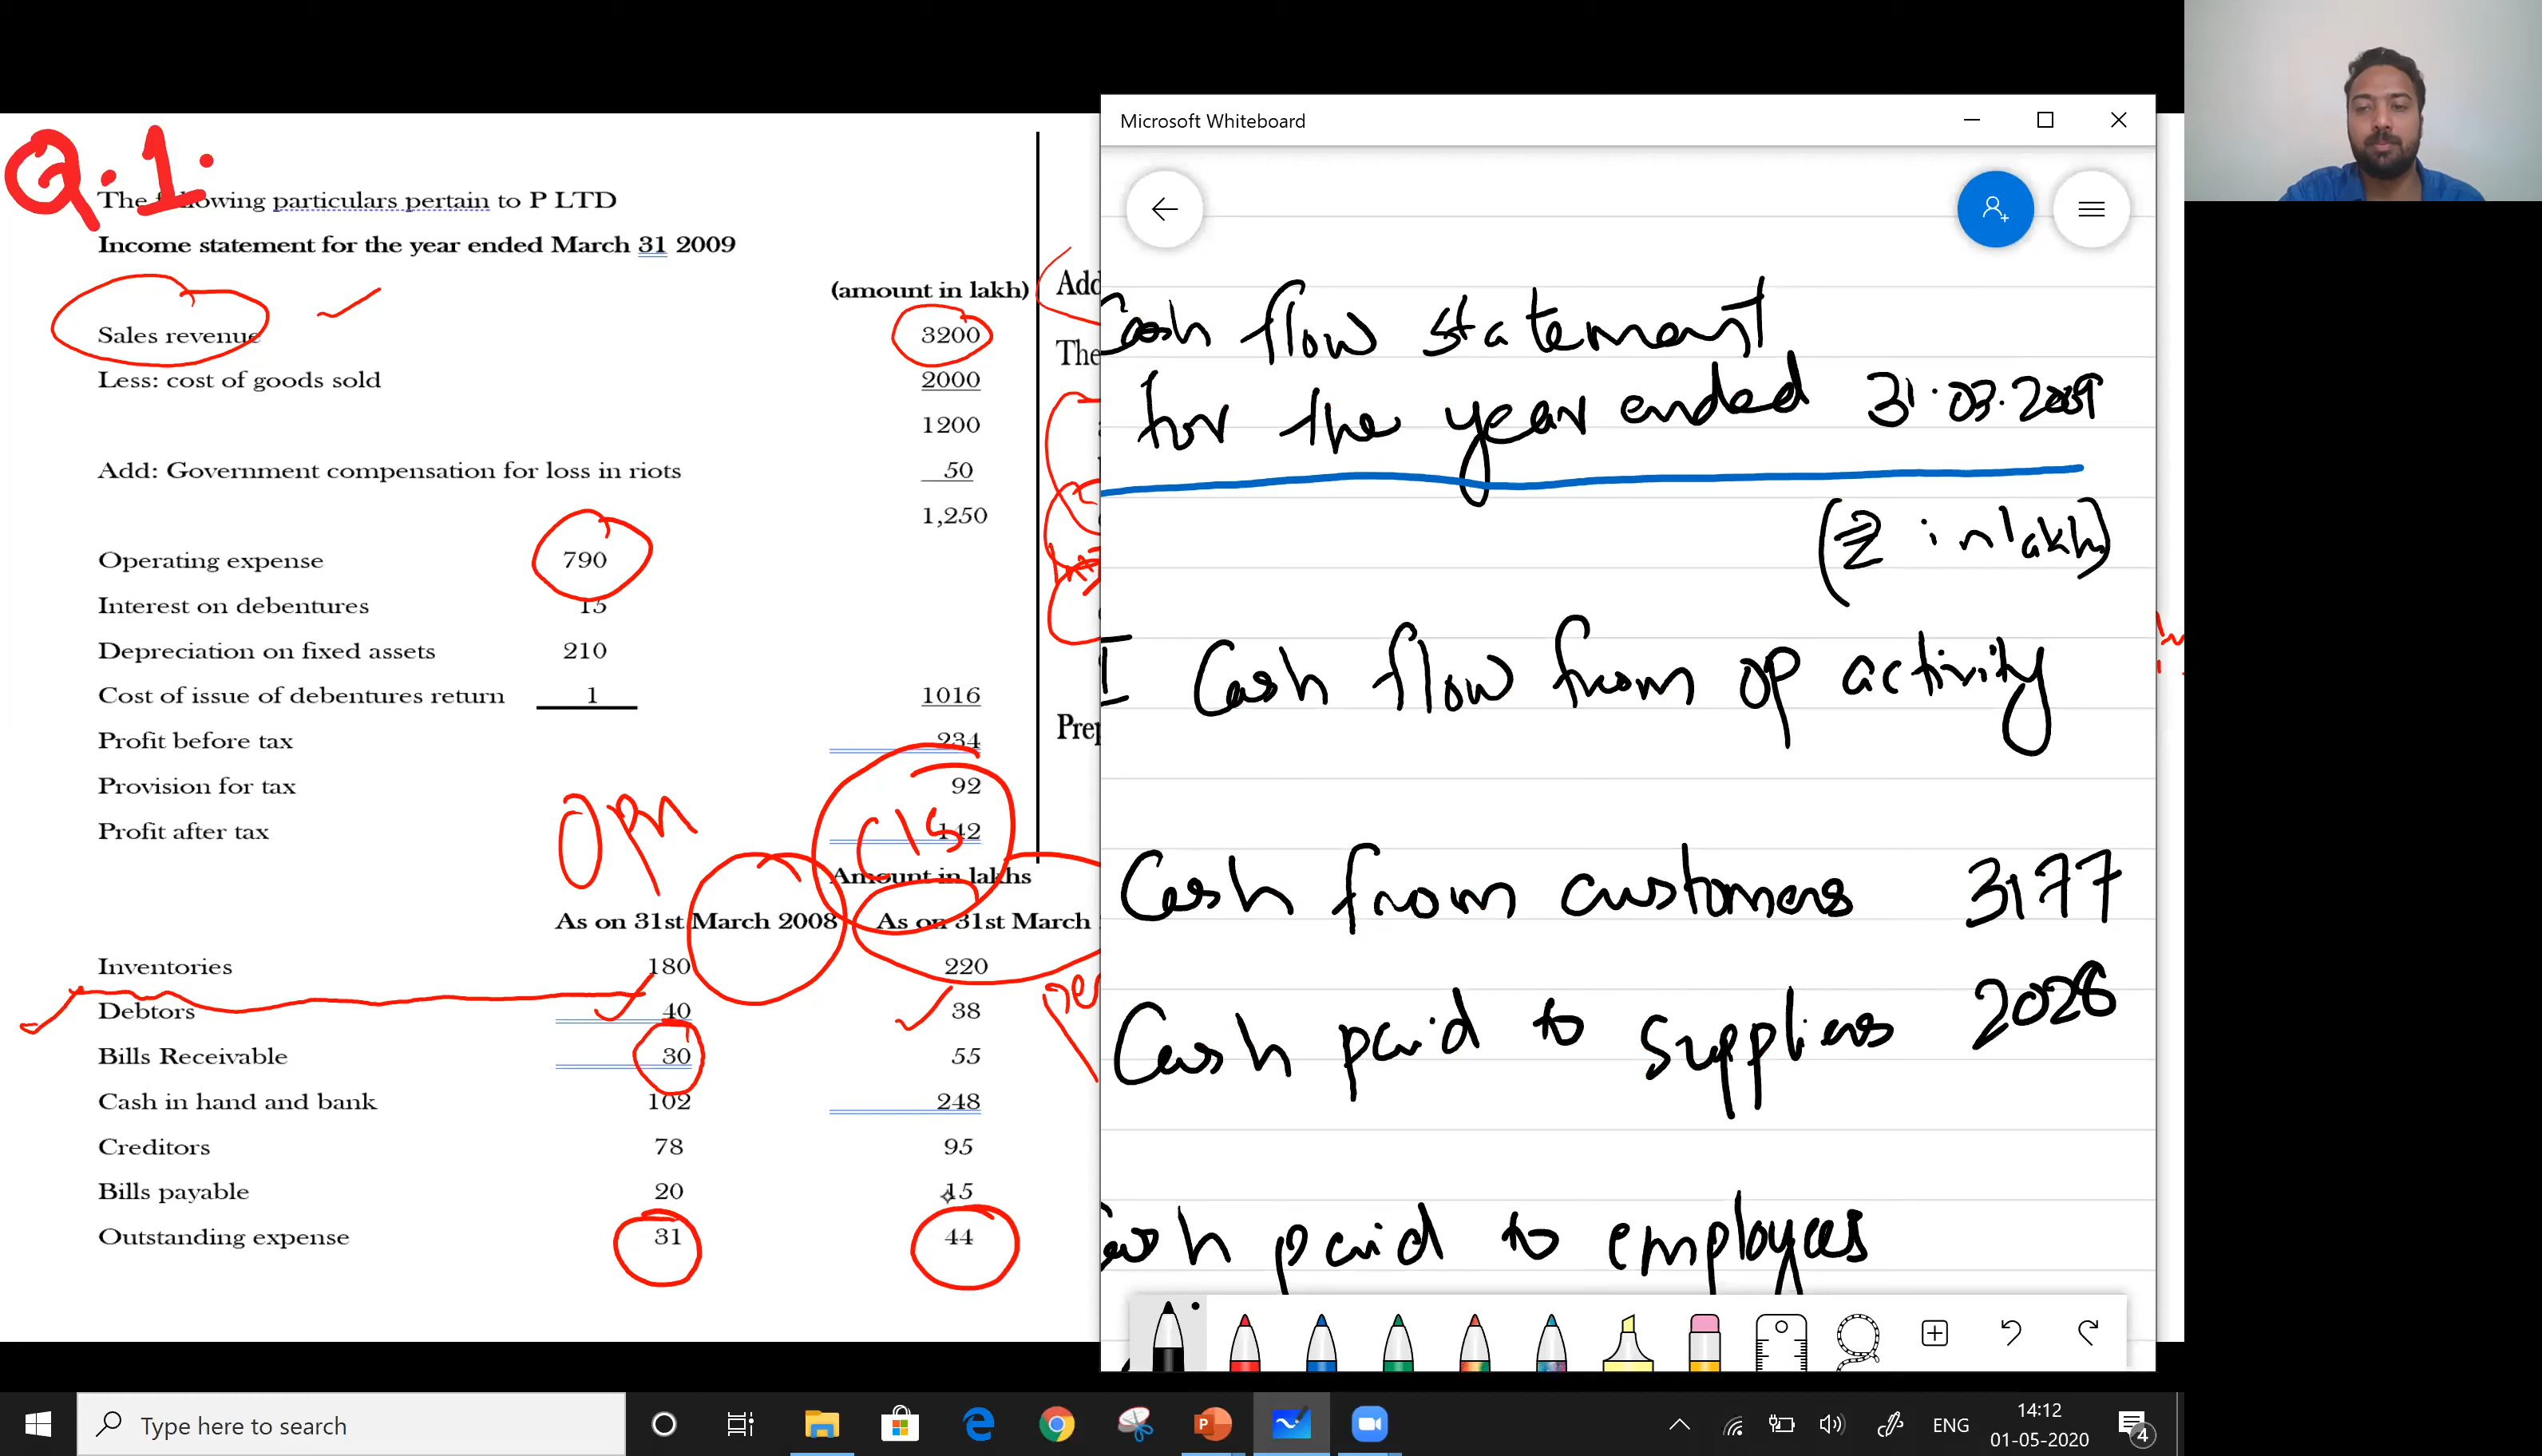 Q.1.
The following particulars pertain to P LTD
Income statement for the year ended March 31 2009
(amount in lakh)
Sales revenue 3200
Less: cost of goods sold 2000
1200
Add: Government compensation for loss in riots 50
1,250
Operating expense 790
Interest on debentures 15
Depreciation on fixed assets 210
Cost of issue of debentures return 1 1016
Profit before tax 234
Provision for tax 92
Profit after tax 142
Opn Cls
Amount in lakhs
As on 31st March 2008 As on 31st March
Inventories 180 220
Debtors 40 38
Bills Receivable 30 55
Cash in hand and bank 102 248
Creditors 78 95
Bills payable 20 15
Outstanding expense 31 44
Add
The
Prep
Microsoft Whiteboard
Cash flow statement
for the year ended 31.03.2009
(₹ in lakh)
I Cash flow from op activity
Cash from customers 3177
Cash paid to suppliers 2028
Cash paid to employees
Type here to search
ENG
14:12
01-05-2020
4